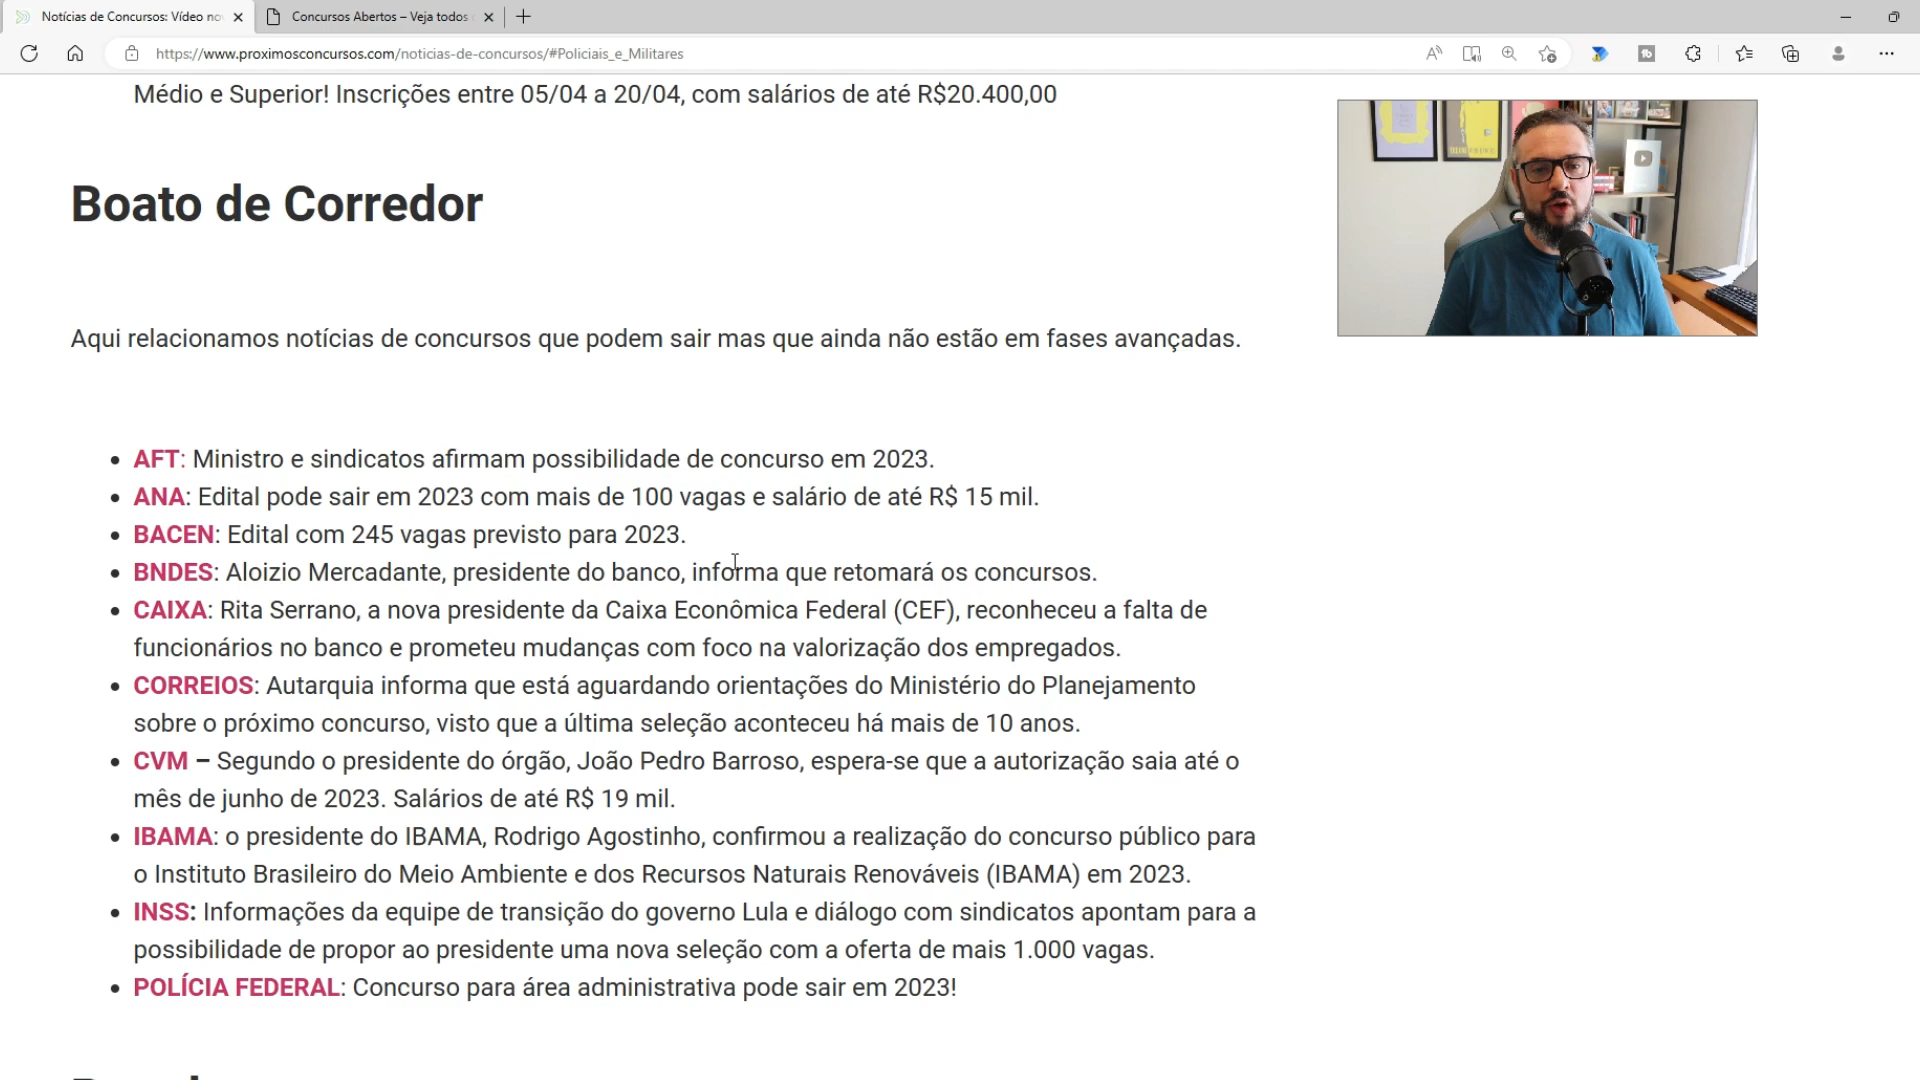 Notícias de Concursos: Vídeo no
Concursos Abertos – Veja todos
https://www.proximosconcursos.com/noticias-de-concursos/#Policiais_e_Militares
Médio e Superior! Inscrições entre 05/04 a 20/04, com salários de até R$20.400,00
Boato de Corredor
Aqui relacionamos notícias de concursos que podem sair mas que ainda não estão em fases avançadas.
AFT: Ministro e sindicatos afirmam possibilidade de concurso em 2023.
ANA: Edital pode sair em 2023 com mais de 100 vagas e salário de até R$ 15 mil.
BACEN: Edital com 245 vagas previsto para 2023.
BNDES: Aloizio Mercadante, presidente do banco, informa que retomará os concursos.
CAIXA: Rita Serrano, a nova presidente da Caixa Econômica Federal (CEF), reconheceu a falta de
funcionários no banco e prometeu mudanças com foco na valorização dos empregados.
CORREIOS: Autarquia informa que está aguardando orientações do Ministério do Planejamento
sobre o próximo concurso, visto que a última seleção aconteceu há mais de 10 anos.
CVM – Segundo o presidente do órgão, João Pedro Barroso, espera-se que a autorização saia até o
mês de junho de 2023. Salários de até R$ 19 mil.
IBAMA: o presidente do IBAMA, Rodrigo Agostinho, confirmou a realização do concurso público para
o Instituto Brasileiro do Meio Ambiente e dos Recursos Naturais Renováveis (IBAMA) em 2023.
INSS: Informações da equipe de transição do governo Lula e diálogo com sindicatos apontam para a
possibilidade de propor ao presidente uma nova seleção com a oferta de mais 1.000 vagas.
POLÍCIA FEDERAL: Concurso para área administrativa pode sair em 2023!